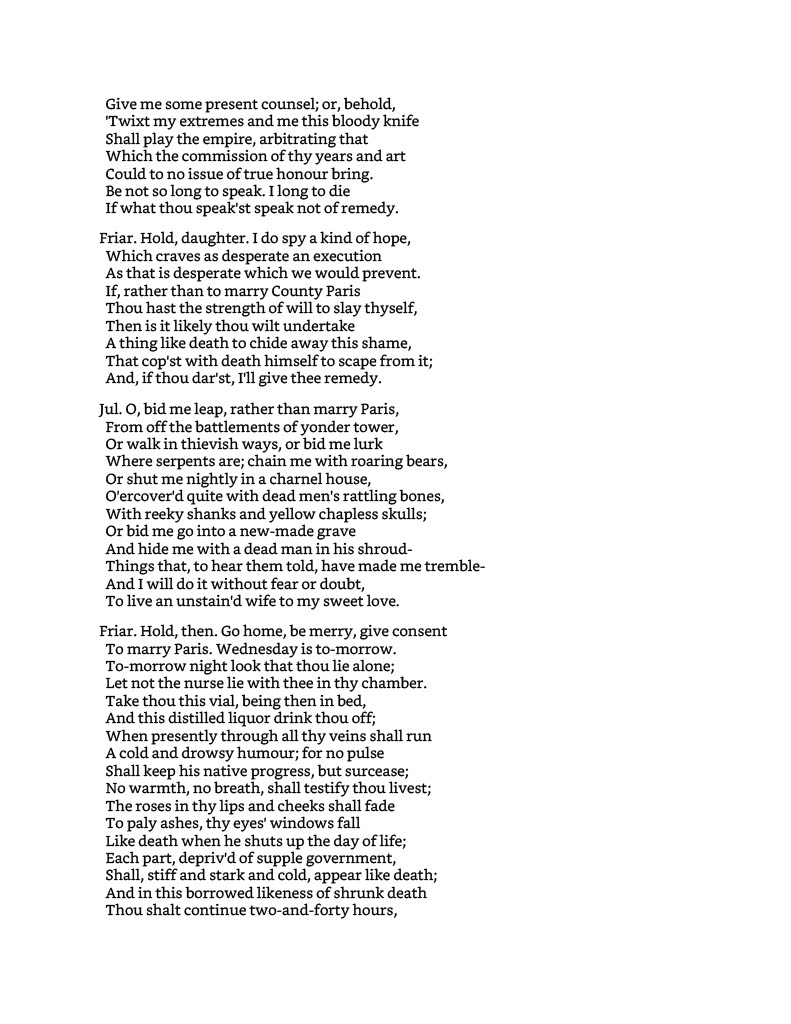 Give me some present counsel; or, behold,
'Twixt my extremes and me this bloody knife
Shall play the empire, arbitrating that
Which the commission of thy years and art
Could to no issue of true honour bring.
Be not so long to speak. I long to die
If what thou speak'st speak not of remedy.
Friar. Hold, daughter. I do spy a kind of hope,
Which craves as desperate an execution
As that is desperate which we would prevent.
If, rather than to marry County Paris
Thou hast the strength of will to slay thyself,
Then is it likely thou wilt undertake
A thing like death to chide away this shame,
That cop'st with death himself to scape from it;
And, if thou dar'st, I'll give thee remedy.
Jul. O, bid me leap, rather than marry Paris,
From off the battlements of yonder tower,
Or walk in thievish ways, or bid me lurk
Where serpents are; chain me with roaring bears,
Or shut me nightly in a charnel house,
O'ercover'd quite with dead men's rattling bones,
With reeky shanks and yellow chapless skulls;
Or bid me go into a new-made grave
And hide me with a dead man in his shroud-
Things that, to hear them told, have made me tremble-
And I will do it without fear or doubt,
To live an unstain'd wife to my sweet love.
Friar. Hold, then. Go home, be merry, give consent
To marry Paris. Wednesday is to-morrow.
To-morrow night look that thou lie alone;
Let not the nurse lie with thee in thy chamber.
Take thou this vial, being then in bed,
And this distilled liquor drink thou off;
When presently through all thy veins shall run
A cold and drowsy humour; for no pulse
Shall keep his native progress, but surcease;
No warmth, no breath, shall testify thou livest;
The roses in thy lips and cheeks shall fade
To paly ashes, thy eyes' windows fall
Like death when he shuts up the day of life;
Each part, depriv'd of supple government,
Shall, stiff and stark and cold, appear like death;
And in this borrowed likeness of shrunk death
Thou shalt continue two-and-forty hours,